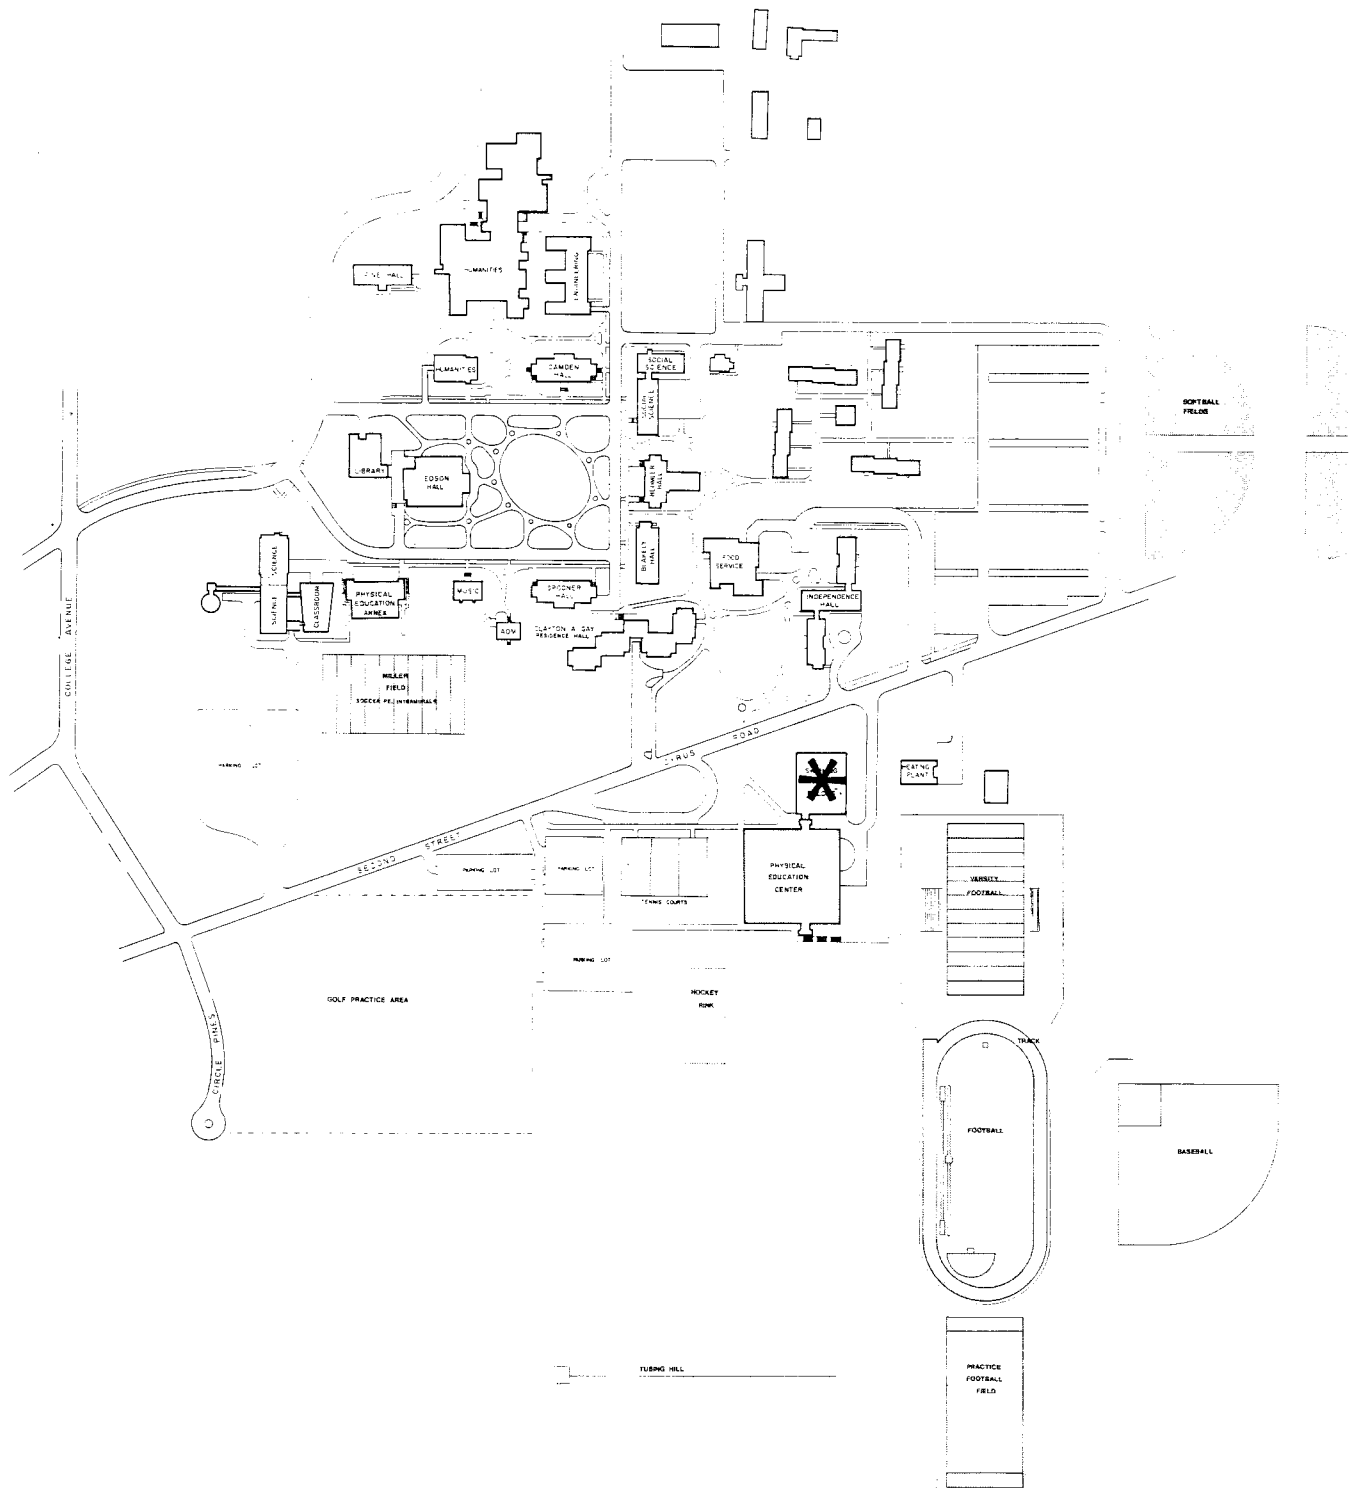 HUMANITIES
ENGINEERING
HUMANITIES
CAMDEN
HALL
SOCIAL
SCIENCE
SOCIAL SCIENCE
SOFTBALL
FIELDS
LIBRARY
EDSON
HALL
HALL
BLAKELY
HALL
FOOD
SERVICE
SCIENCE
SCIENCE
CLASSROOM
PHYSICAL
EDUCATION
ANNEX
MUSIC
SPOONER
HALL
INDEPENDENCE
HALL
ADM
CLAYTON A GAY
RESIDENCE HALL
COLLEGE AVENUE
MILLER
FIELD
SOCCER P.E., INTERMURALS
PARKING LOT
CYRUS ROAD
HEATING
PLANT
SECOND STREET
PARKING LOT
PARKING LOT
TENNIS COURTS
PHYSICAL
EDUCATION
CENTER
VARSITY
FOOTBALL
PARKING LOT
GOLF PRACTICE AREA
HOCKEY
RINK
CIRCLE PINES
TRACK
FOOTBALL
BASEBALL
TUBING HILL
PRACTICE
FOOTBALL
FIELD